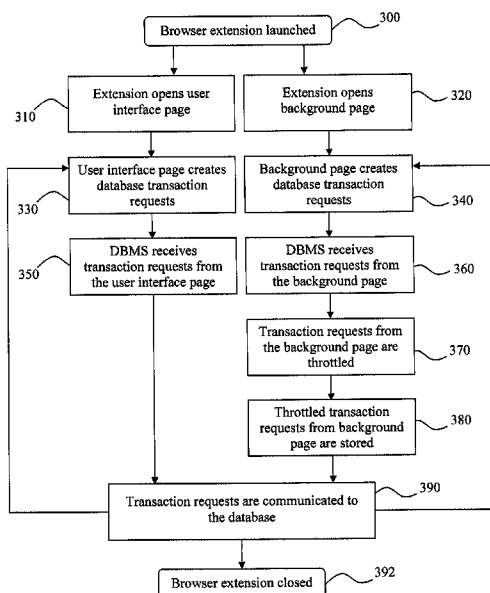 Browser extension launched
300
Extension opens user
interface page
310
Extension opens
background page
320
User interface page creates
database transaction
requests
330
Background page creates
database transaction
requests
340
DBMS receives
transaction requests from
the user interface page
350
DBMS receives
transaction requests from
the background page
360
Transaction requests from
the background page are
throttled
370
Throttled transaction
requests from background
page are stored
380
Transaction requests are communicated to
the database
390
Browser extension closed
392